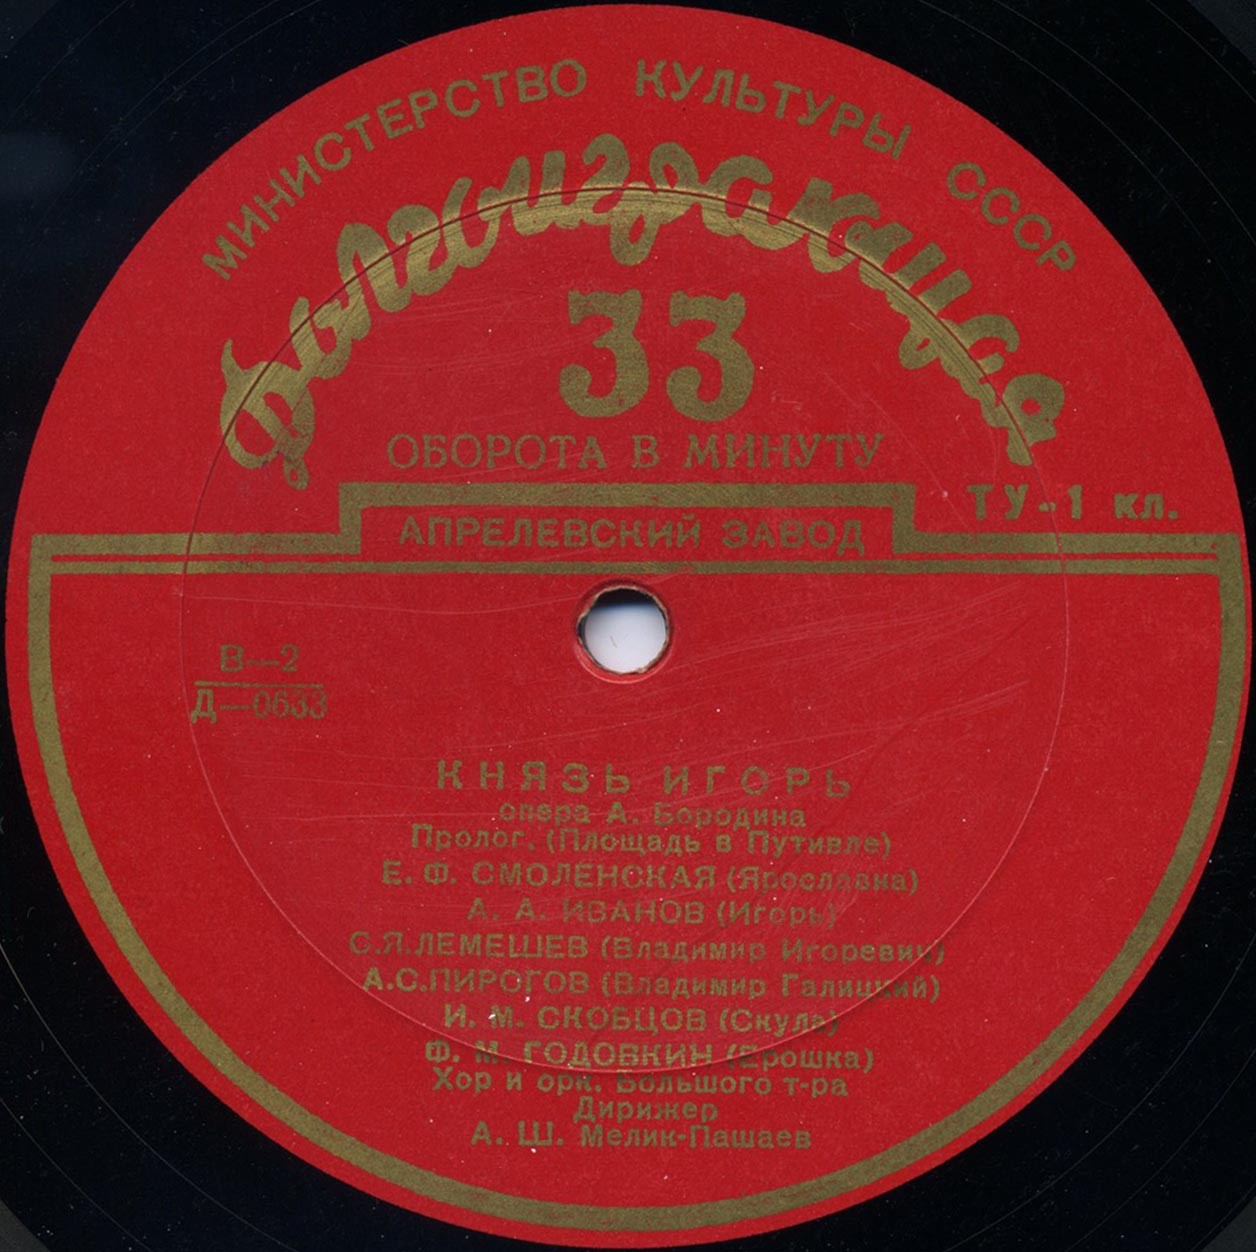 МИНИСТЕРСТВО КУЛЬТУРЫ СССР
Долгоиграющая
33
ОБОРОТА В МИНУТУ
ТУ-1 кл.
АПРЕЛЕВСКИЙ ЗАВОД
В—2
Д—0633
КНЯЗЬ ИГОРЬ
опера А. Бородина
Пролог. (Площадь в Путивле)
Е. Ф. СМОЛЕНСКАЯ (Ярославна)
А. А. ИВАНОВ (Игорь)
С.Я.ЛЕМЕШЕВ (Владимир Игоревич)
А.С.ПИРОГОВ (Владимир Галицкий)
И. М. СКОБЦОВ (Скула)
Ф. М. ГОДОВКИН (Ерошка)
Хор и орк. Большого т-ра
Дирижер
А. Ш. Мелик-Пашаев